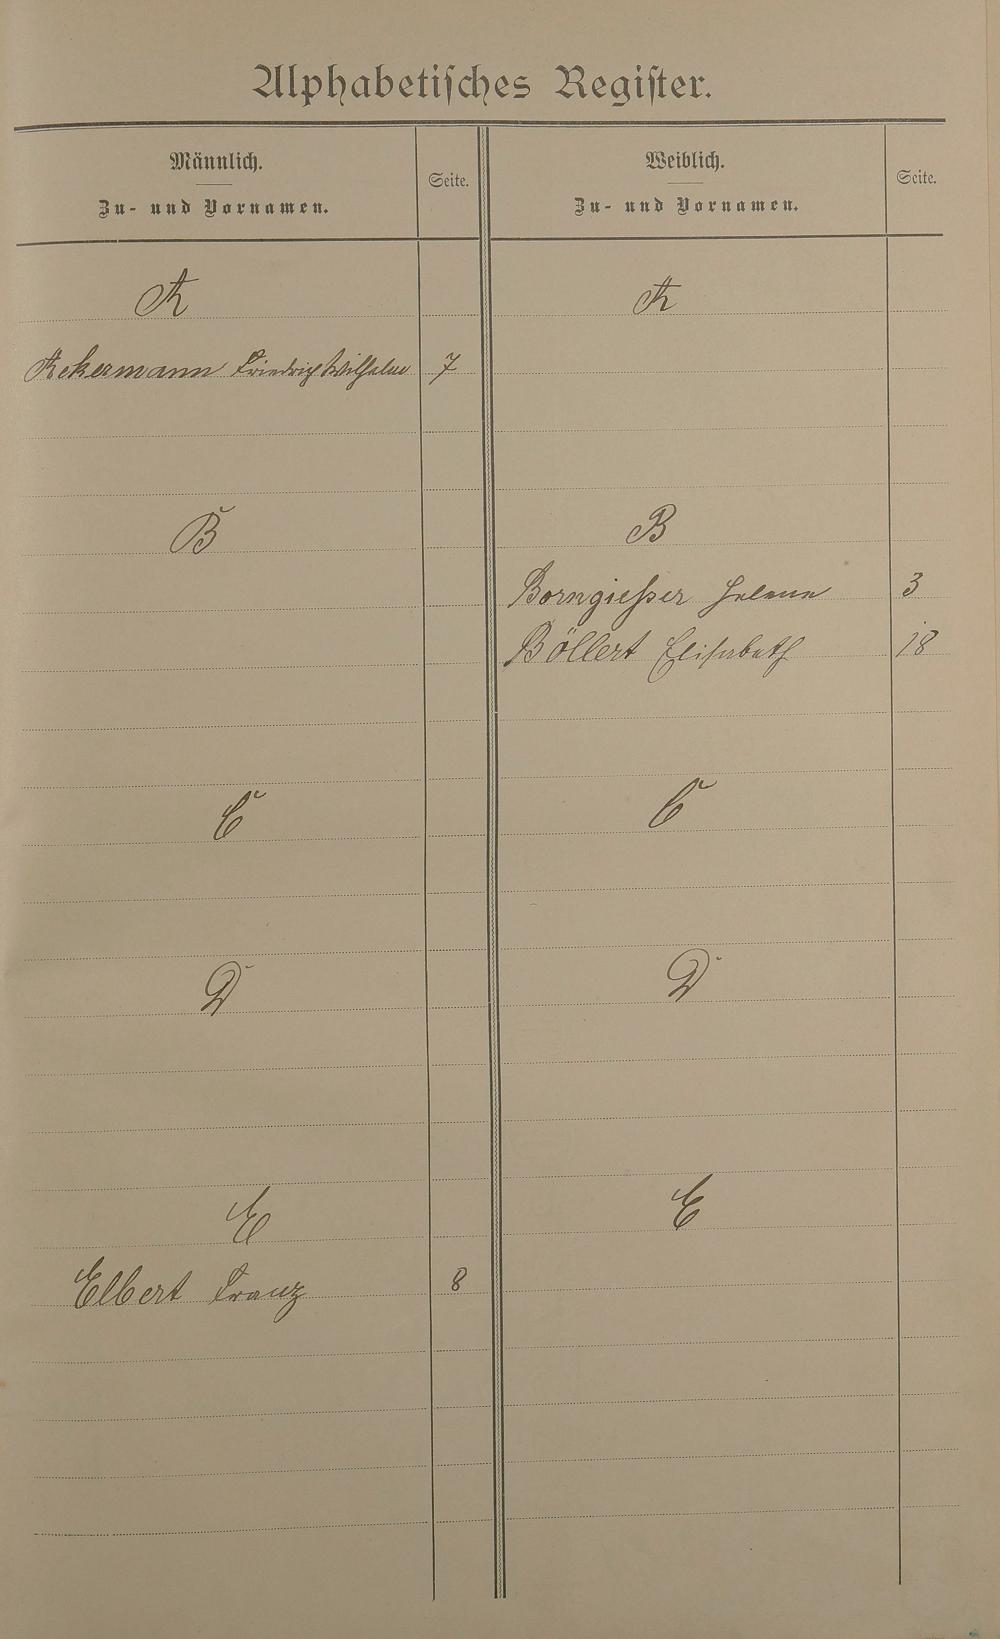 Alphabetisches Register.
Männlich.
Zu- und Vornamen.
Seite.
Weiblich.
Zu- und Vornamen.
Seite.
A
A
Ackermann Friedrich Wilhelm 7
B
B
Borngießer Helene 3
Böllert Elisabeth 18
C
C
D
D
E
E
Elbert Franz 8